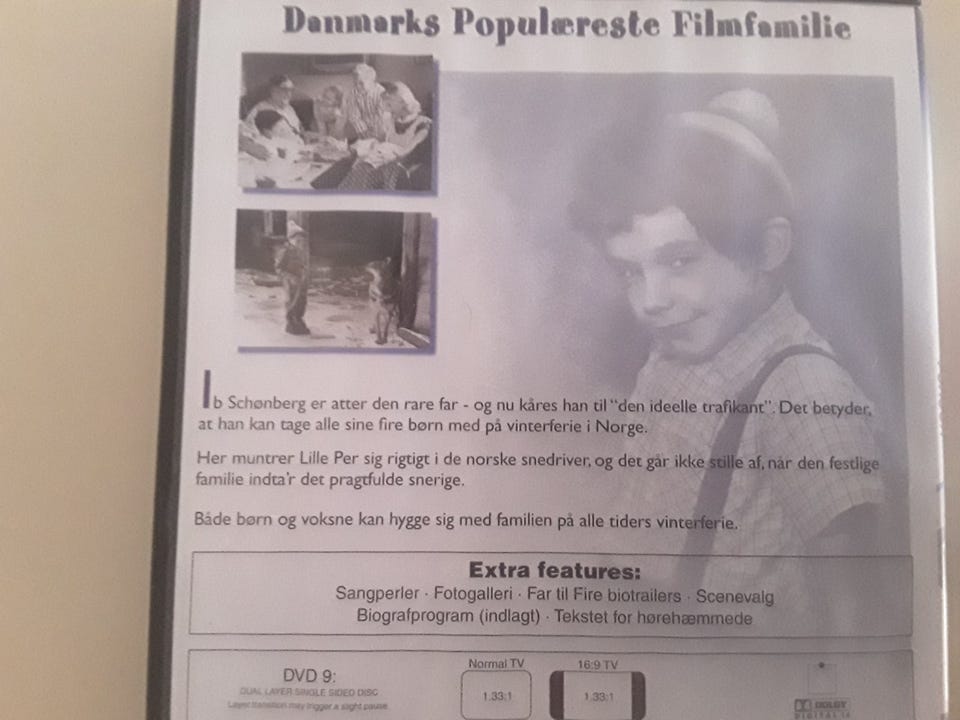 Danmarks Populæreste Filmfamilie
Ib Schønberg er atter den rare far - og nu kåres han til "den ideelle trafikant". Det betyder,
at han kan tage alle sine fire børn med på vinterferie i Norge.
Her muntrer Lille Per sig rigtigt i de norske snedriver, og det går ikke stille af, når den festlige
familie indta'r det pragtfulde snerige.
Både børn og voksne kan hygge sig med familien på alle tiders vinterferie.
Extra features:
Sangperler · Fotogalleri · Far til Fire biotrailers · Scenevalg
Biografprogram (indlagt) · Tekstet for hørehæmmede
DVD 9:
DUAL LAYER SINGLE SIDED DISC
Layer transition may trigger a slight pause
Normal TV
1.33:1
16:9 TV
1.33:1
DOLBY
DIGITAL